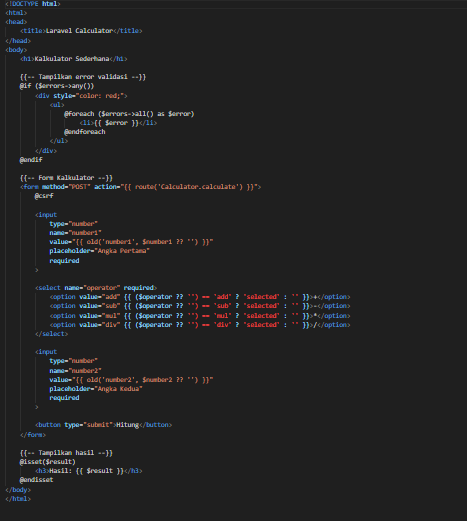 <!DOCTYPE html>
<html>
<head>
    <title>Laravel Calculator</title>
</head>
<body>
    <h1>Kalkulator Sederhana</h1>

    {{-- Tampilkan error validasi --}}
    @if ($errors->any())
        <div style="color: red;">
            <ul>
                @foreach ($errors->all() as $error)
                    <li>{{ $error }}</li>
                @endforeach
            </ul>
        </div>
    @endif

    {{-- Form Kalkulator --}}
    <form method="POST" action="{{ route('Calculator.calculate') }}">
        @csrf

        <input
            type="number"
            name="number1"
            value="{{ old('number1', $number1 ?? '') }}"
            placeholder="Angka Pertama"
            required
        >

        <select name="operator" required>
            <option value="add" {{ ($operator ?? '') == 'add' ? 'selected' : '' }}>+</option>
            <option value="sub" {{ ($operator ?? '') == 'sub' ? 'selected' : '' }}>-</option>
            <option value="mul" {{ ($operator ?? '') == 'mul' ? 'selected' : '' }}>*</option>
            <option value="div" {{ ($operator ?? '') == 'div' ? 'selected' : '' }}>/</option>
        </select>

        <input
            type="number"
            name="number2"
            value="{{ old('number2', $number2 ?? '') }}"
            placeholder="Angka Kedua"
            required
        >

        <button type="submit">Hitung</button>
    </form>

    {{-- Tampilkan hasil --}}
    @isset($result)
        <h3>Hasil: {{ $result }}</h3>
    @endisset
</body>
</html>